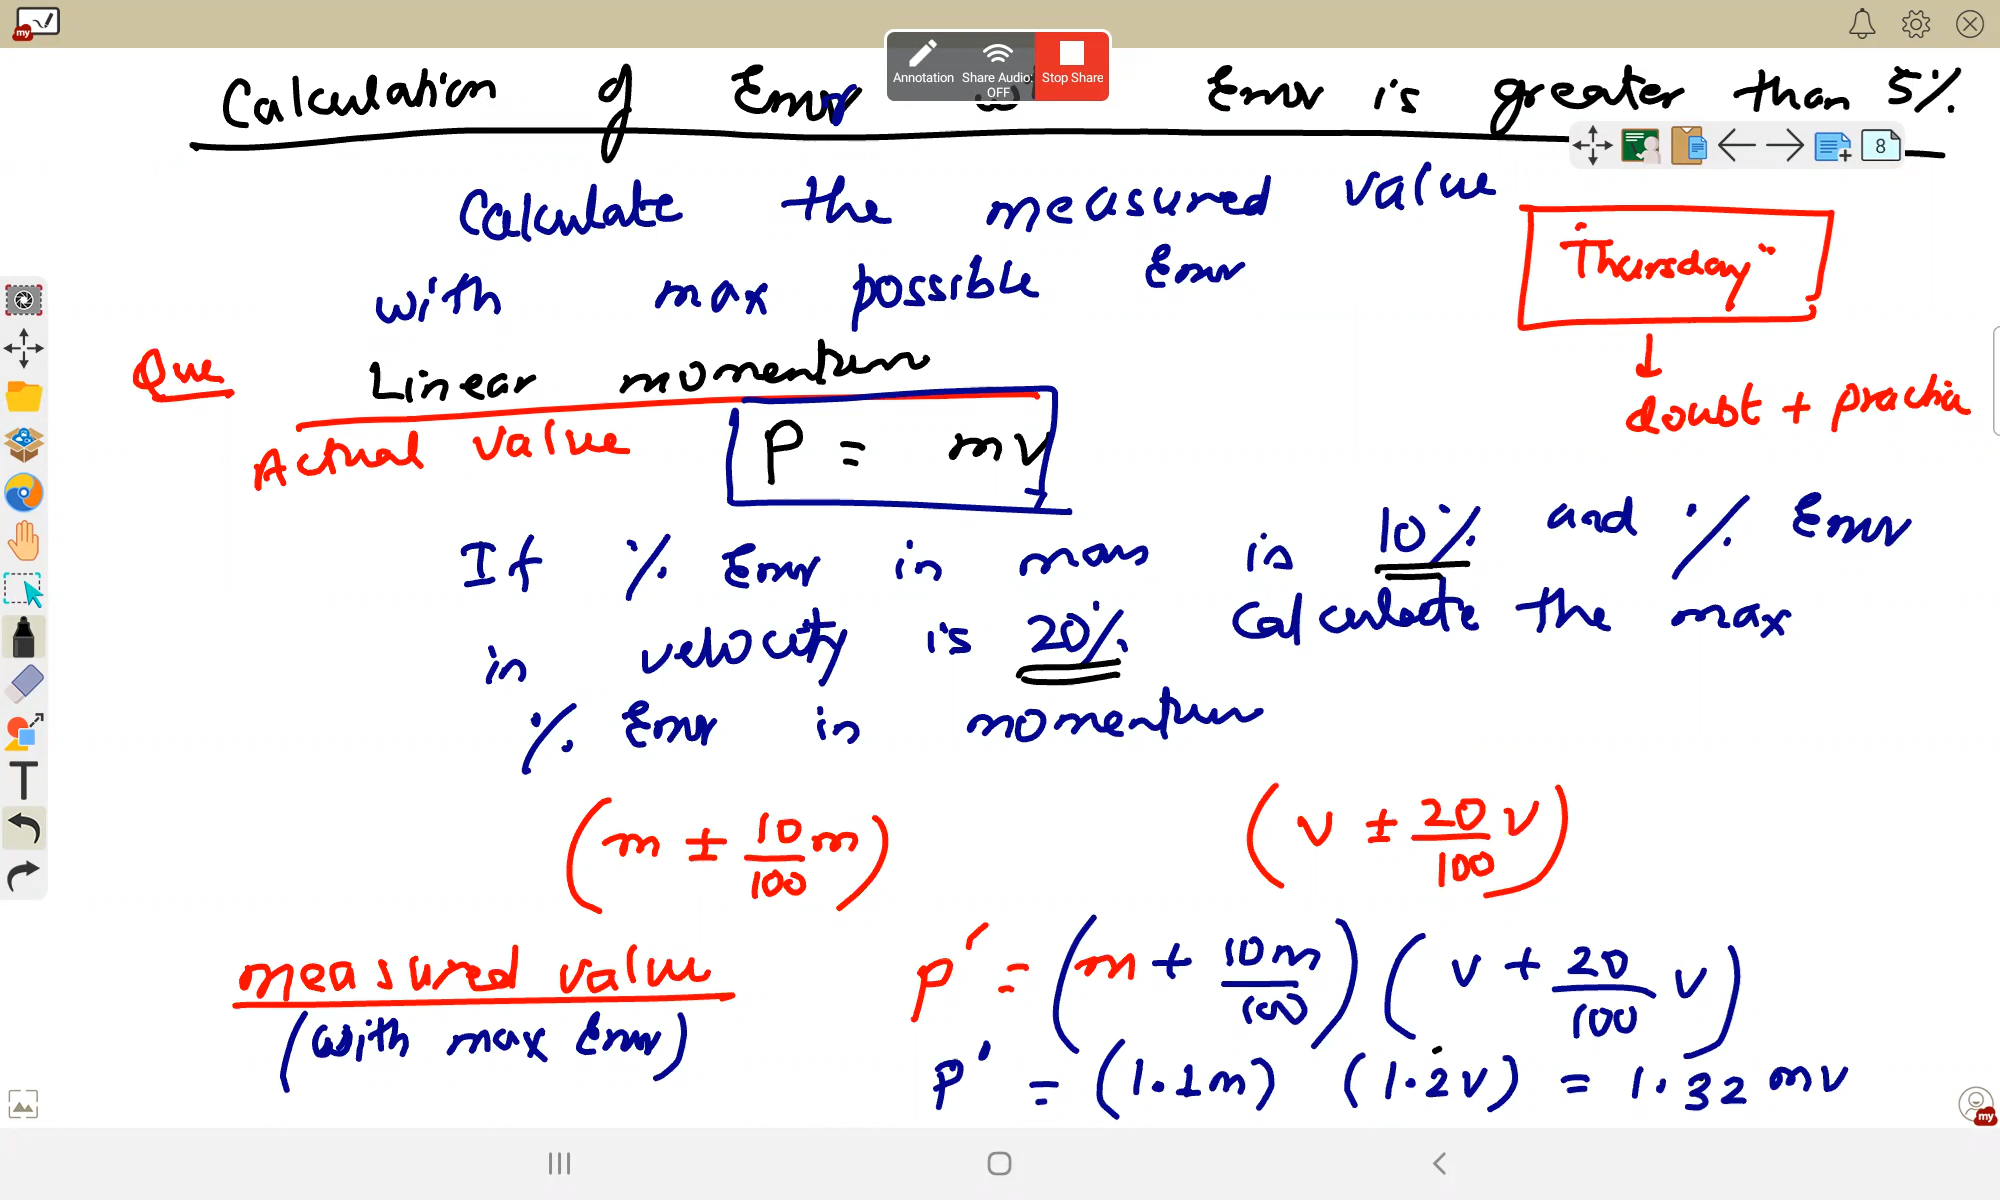 Annotation Share Audio Stop Share
OFF
Calculation of Error Error is greater than 5%
8
Calculate the measured value
with max possible Error
"Thursday"
doubt + practice
Que Linear momentum
Actual value P = mv
If % Error in mass is 10% and % Error
in velocity is 20% Calculate the max
% Error in momentum
(m ± 10/100 m) (v ± 20/100 v)
measured value
(with max Error)
P' = (m + 10m/100) (v + 20/100 v)
P' = (1.1m) (1.2v) = 1.32 mv
my
T
my